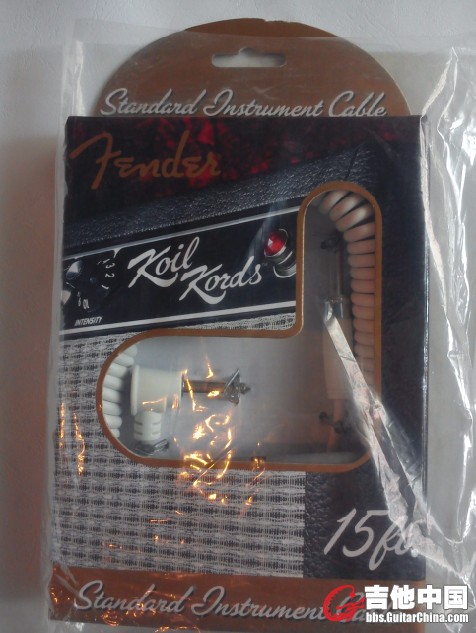 Standard Instrument Cable
Fender
Koil
Kords
INTENSITY
15ft.
Standard Instrument Cable
吉他中国
bbs.GuitarChina.com